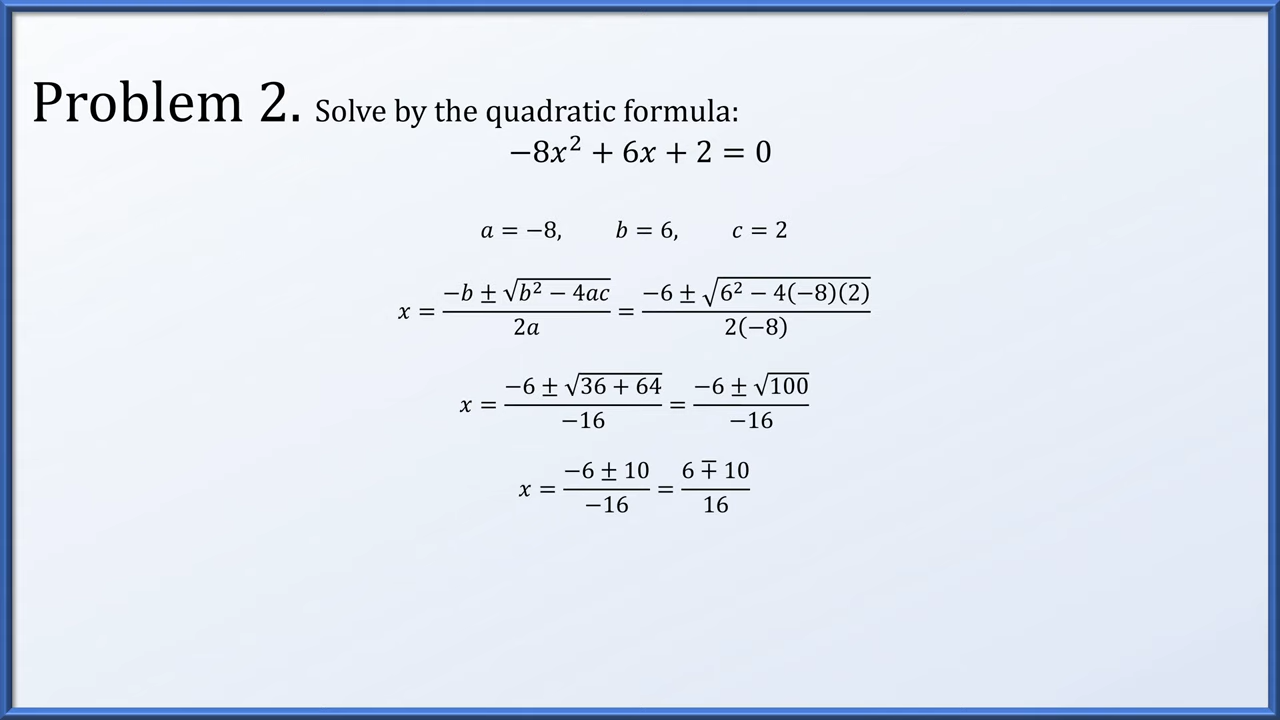 Problem 2. Solve by the quadratic formula:
−8x² + 6x + 2 = 0
a = −8, b = 6, c = 2
x = (−b ± √(b² − 4ac))/(2a) = (−6 ± √(6² − 4(−8)(2)))/(2(−8))
x = (−6 ± √(36 + 64))/(−16) = (−6 ± √100)/(−16)
x = (−6 ± 10)/(−16) = (6 ∓ 10)/16